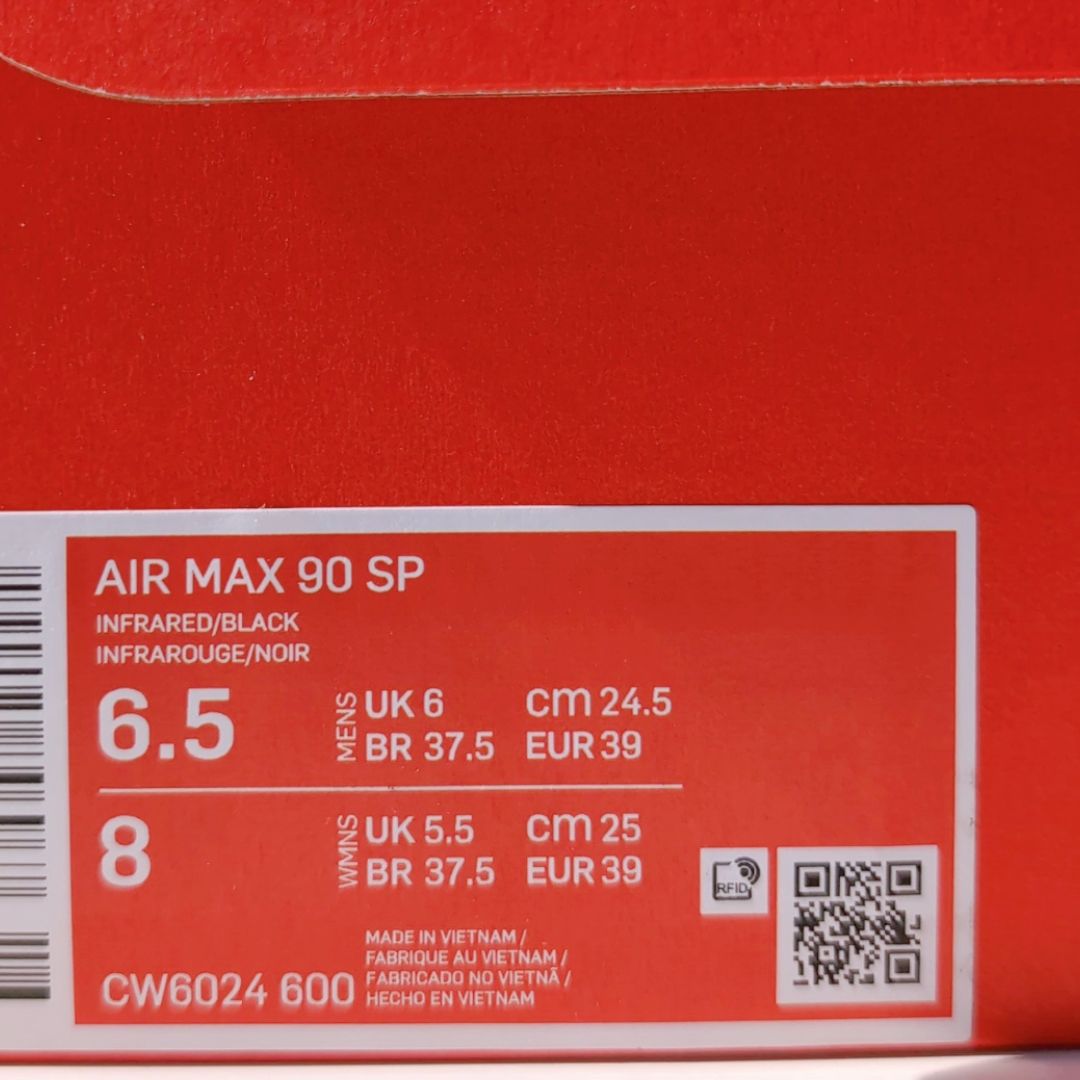 AIR MAX 90 SP
INFRARED/BLACK
INFRAROUGE/NOIR
6.5 MENS UK 6 cm 24.5
BR 37.5 EUR 39
8 WMNS UK 5.5 cm 25
BR 37.5 EUR 39
RFID
MADE IN VIETNAM /
FABRIQUE AU VIETNAM /
FABRICADO NO VIETNÃ /
HECHO EN VIETNAM
CW6024 600